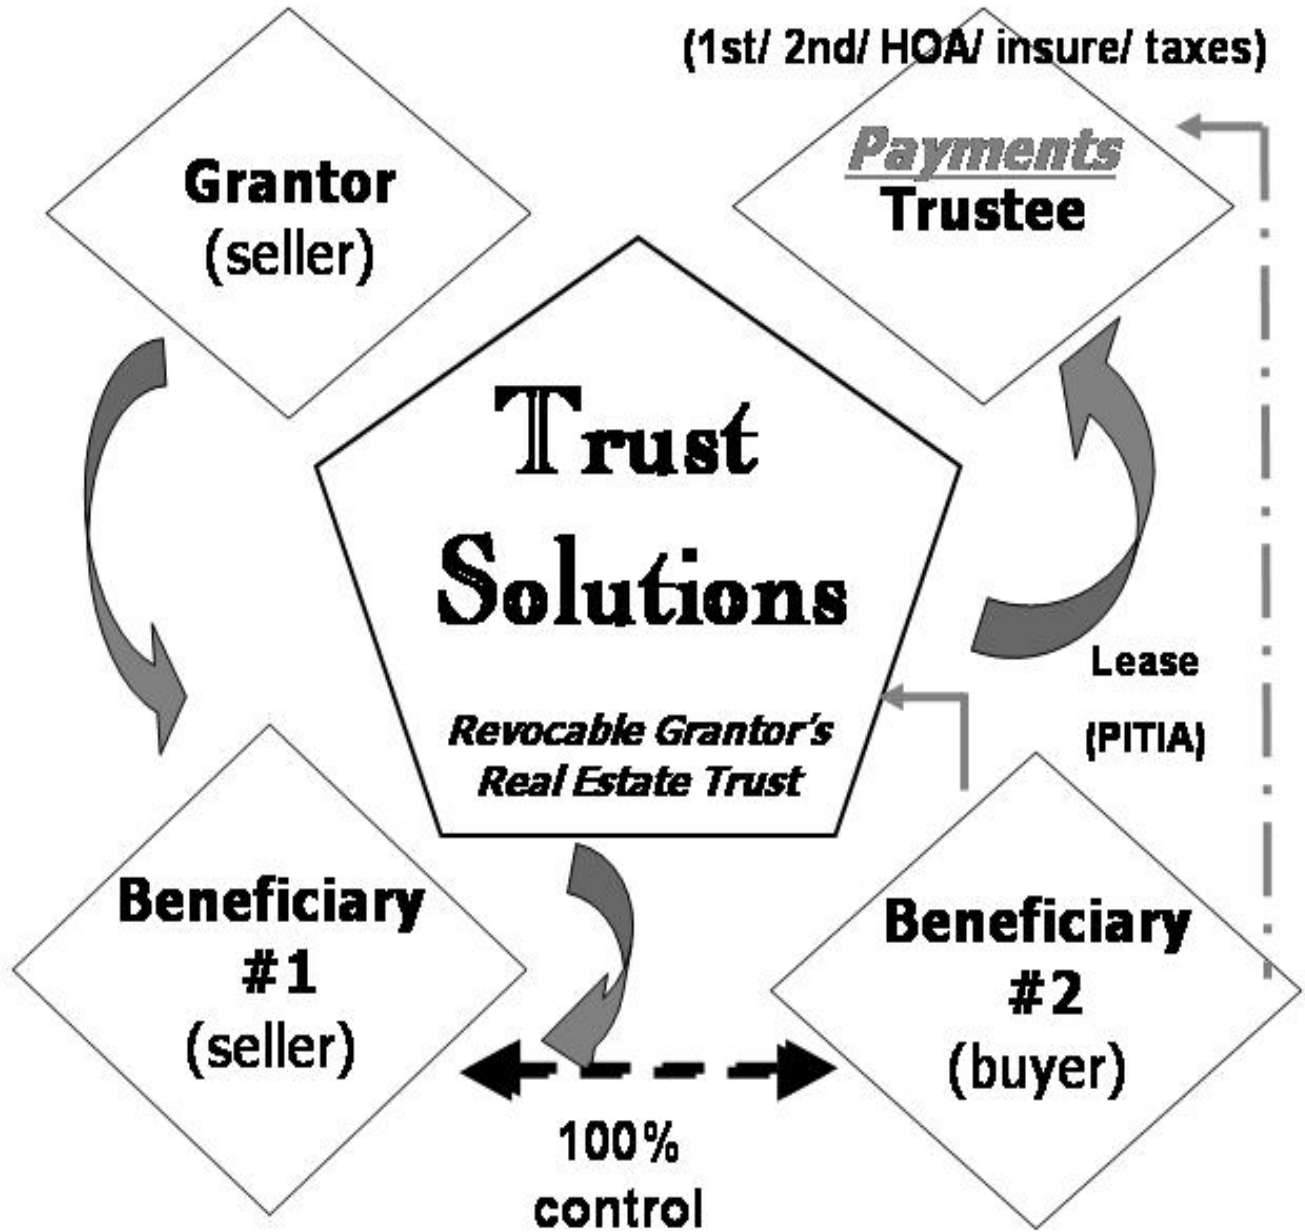 (1st/ 2nd/ HOA/ insure/ taxes)
Grantor
(seller)
Payments
Trustee
Trust
Solutions
Revocable Grantor's
Real Estate Trust
Lease
(PITIA)
Beneficiary
#1
(seller)
Beneficiary
#2
(buyer)
100%
control